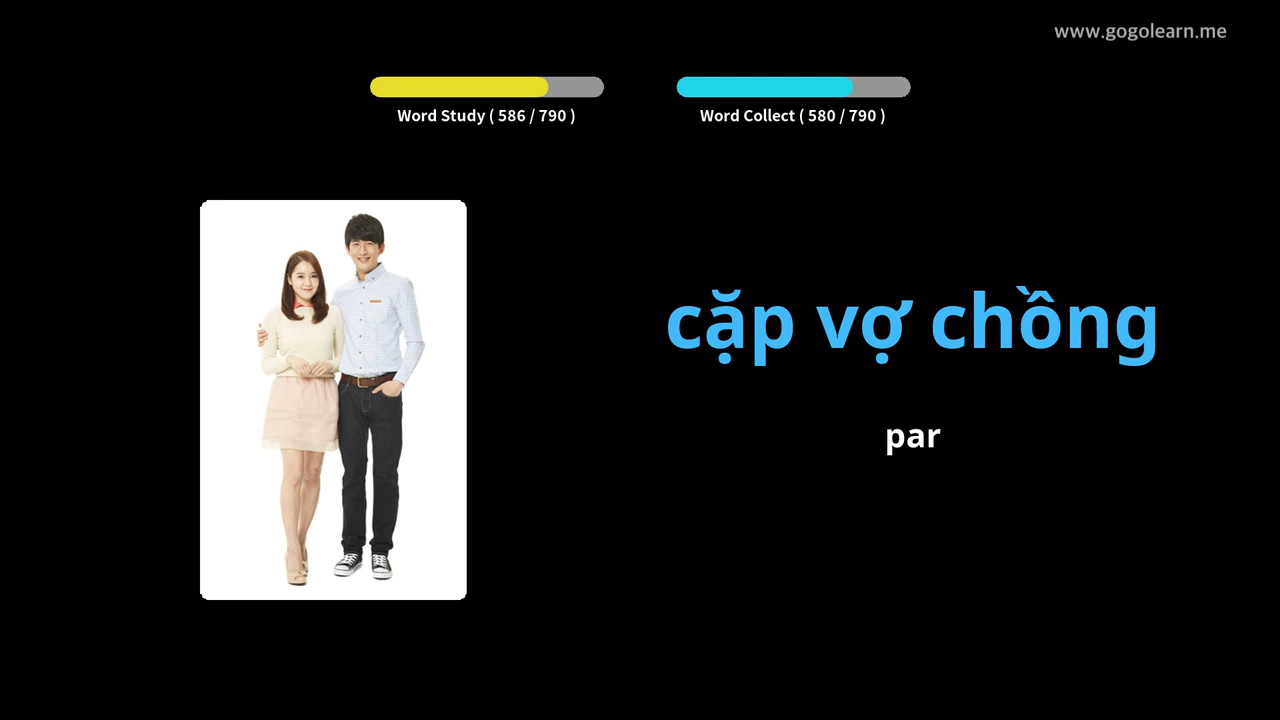 www.gogolearn.me
Word Study ( 586 / 790 )
Word Collect ( 580 / 790 )
cặp vợ chồng
par